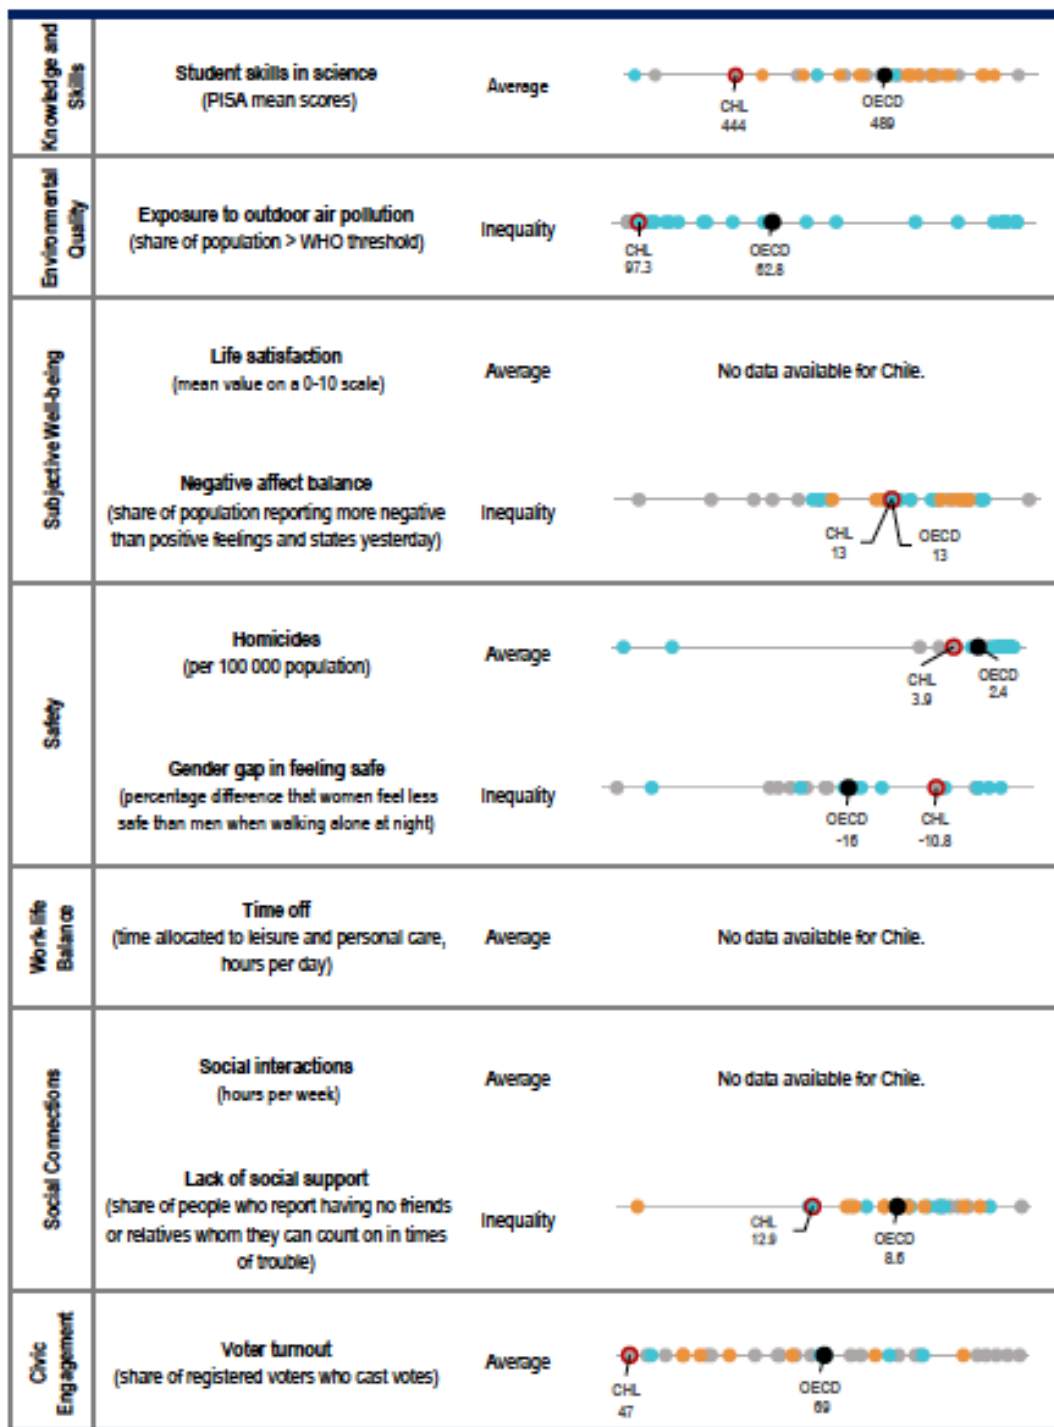 Knowledge and
Skills
Student skills in science
(PISA mean scores)
Average
CHL
444
OECD
489
Environmental
Quality
Exposure to outdoor air pollution
(share of population > WHO threshold)
Inequality
CHL
97.3
OECD
62.8
Subjective Well-being
Life satisfaction
(mean value on a 0-10 scale)
Average
No data available for Chile.
Negative affect balance
(share of population reporting more negative
than positive feelings and states yesterday)
Inequality
CHL
13
OECD
13
Safety
Homicides
(per 100 000 population)
Average
CHL
3.9
OECD
2.4
Gender gap in feeling safe
(percentage difference that women feel less
safe than men when walking alone at night)
Inequality
OECD
-16
CHL
-10.8
Work-life
Balance
Time off
(time allocated to leisure and personal care,
hours per day)
Average
No data available for Chile.
Social Connections
Social interactions
(hours per week)
Average
No data available for Chile.
Lack of social support
(share of people who report having no friends
or relatives whom they can count on in times
of trouble)
Inequality
CHL
12.9
OECD
8.6
Civic
Engagement
Voter turnout
(share of registered voters who cast votes)
Average
CHL
47
OECD
69